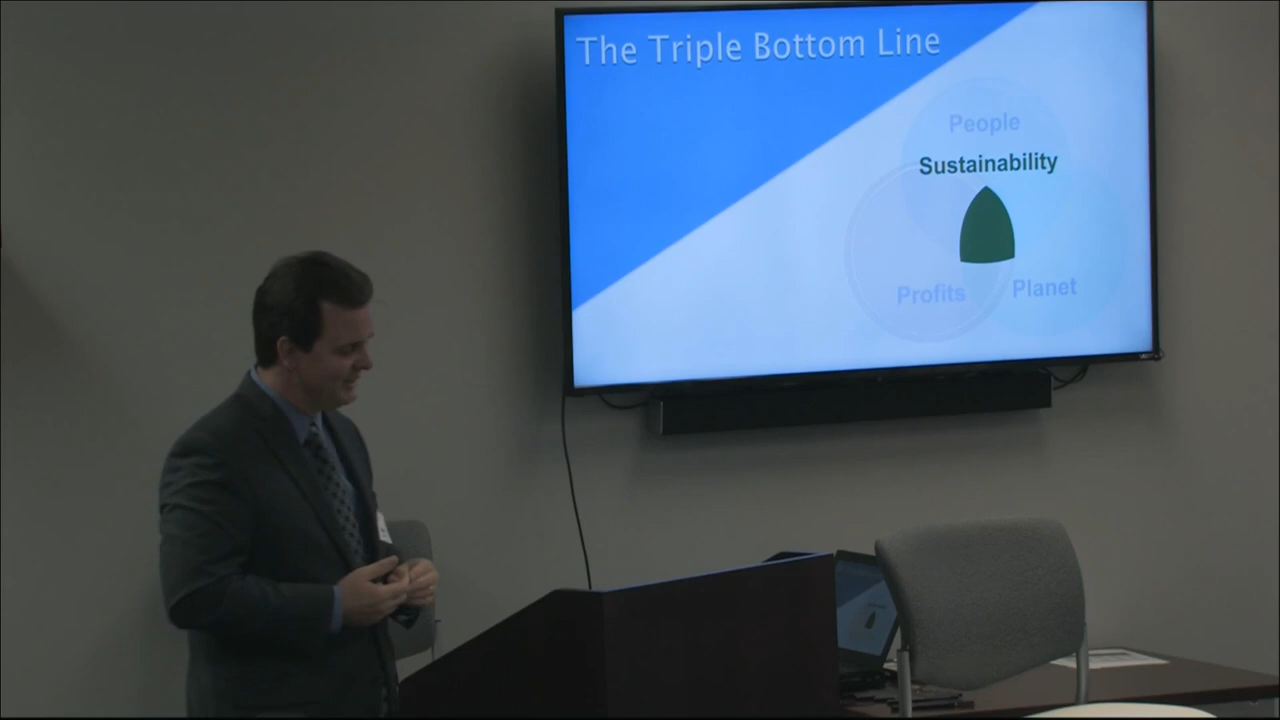 The Triple Bottom Line
People
Sustainability
Profits
Planet